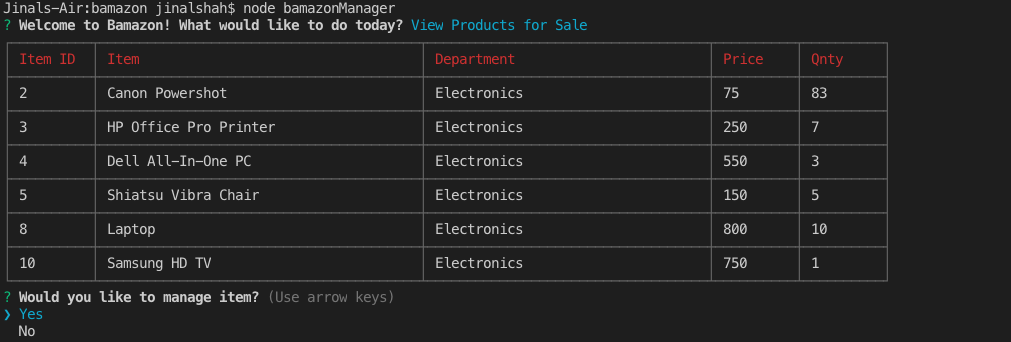 Jinals-Air:bamazon jinalshah$ node bamazonManager
? Welcome to Bamazon! What would like to do today? View Products for Sale
Item ID Item Department Price Qnty
2 Canon Powershot Electronics 75 83
3 HP Office Pro Printer Electronics 250 7
4 Dell All-In-One PC Electronics 550 3
5 Shiatsu Vibra Chair Electronics 150 5
8 Laptop Electronics 800 10
10 Samsung HD TV Electronics 750 1
? Would you like to manage item? (Use arrow keys)
❯ Yes
No